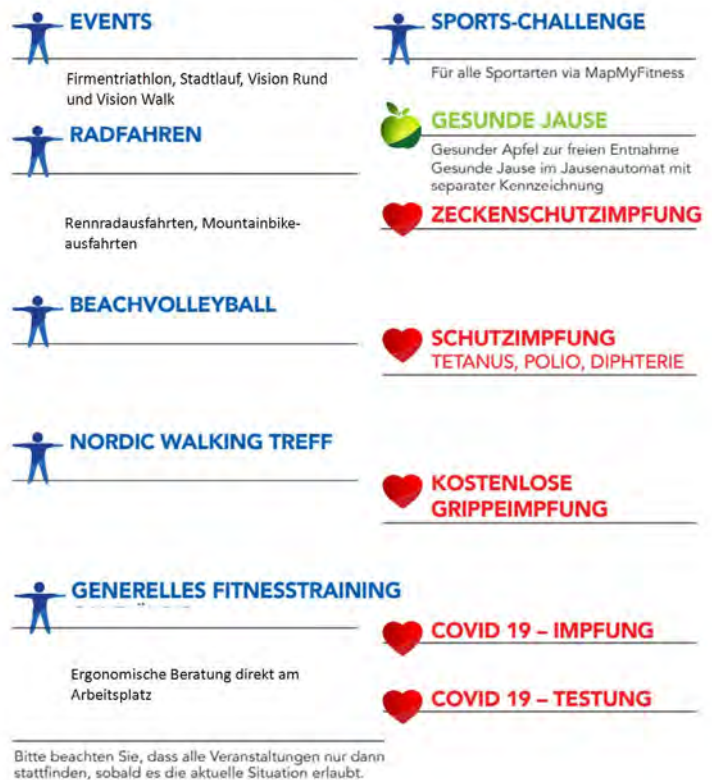 EVENTS
Firmentriathlon, Stadtlauf, Vision Rund
und Vision Walk
RADFAHREN
Rennradausfahrten, Mountainbike-
ausfahrten
BEACHVOLLEYBALL
NORDIC WALKING TREFF
GENERELLES FITNESSTRAINING
Ergonomische Beratung direkt am
Arbeitsplatz
Bitte beachten Sie, dass alle Veranstaltungen nur dann
stattfinden, sobald es die aktuelle Situation erlaubt.
SPORTS-CHALLENGE
Für alle Sportarten via MapMyFitness
GESUNDE JAUSE
Gesunder Apfel zur freien Entnahme
Gesunde Jause im Jausenautomat mit
separater Kennzeichnung
ZECKENSCHUTZIMPFUNG
SCHUTZIMPFUNG
TETANUS, POLIO, DIPHTERIE
KOSTENLOSE
GRIPPEIMPFUNG
COVID 19 – IMPFUNG
COVID 19 – TESTUNG